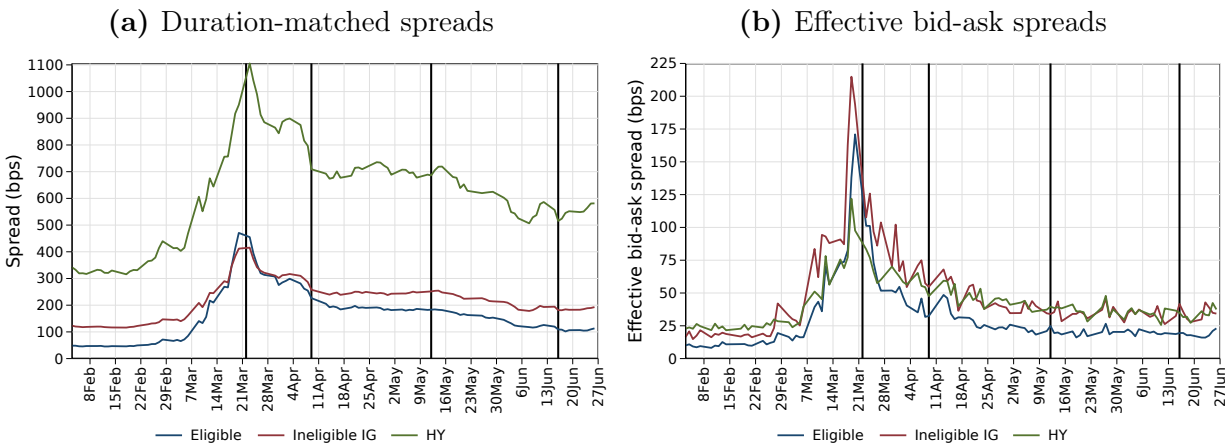 (a) Duration-matched spreads
Spread (bps)
1100
1000
900
800
700
600
500
400
300
200
100
0
8Feb
15Feb
22Feb
29Feb
7Mar
14Mar
21Mar
28Mar
4Apr
11Apr
18Apr
25Apr
2May
9May
16May
23May
30May
6Jun
13Jun
20Jun
27Jun
Eligible Ineligible IG HY
(b) Effective bid-ask spreads
Effective bid-ask spread (bps)
225
200
175
150
125
100
75
50
25
0
8Feb
15Feb
22Feb
29Feb
7Mar
14Mar
21Mar
28Mar
4Apr
11Apr
18Apr
25Apr
2May
9May
16May
23May
30May
6Jun
13Jun
20Jun
27Jun
Eligible Ineligible IG HY